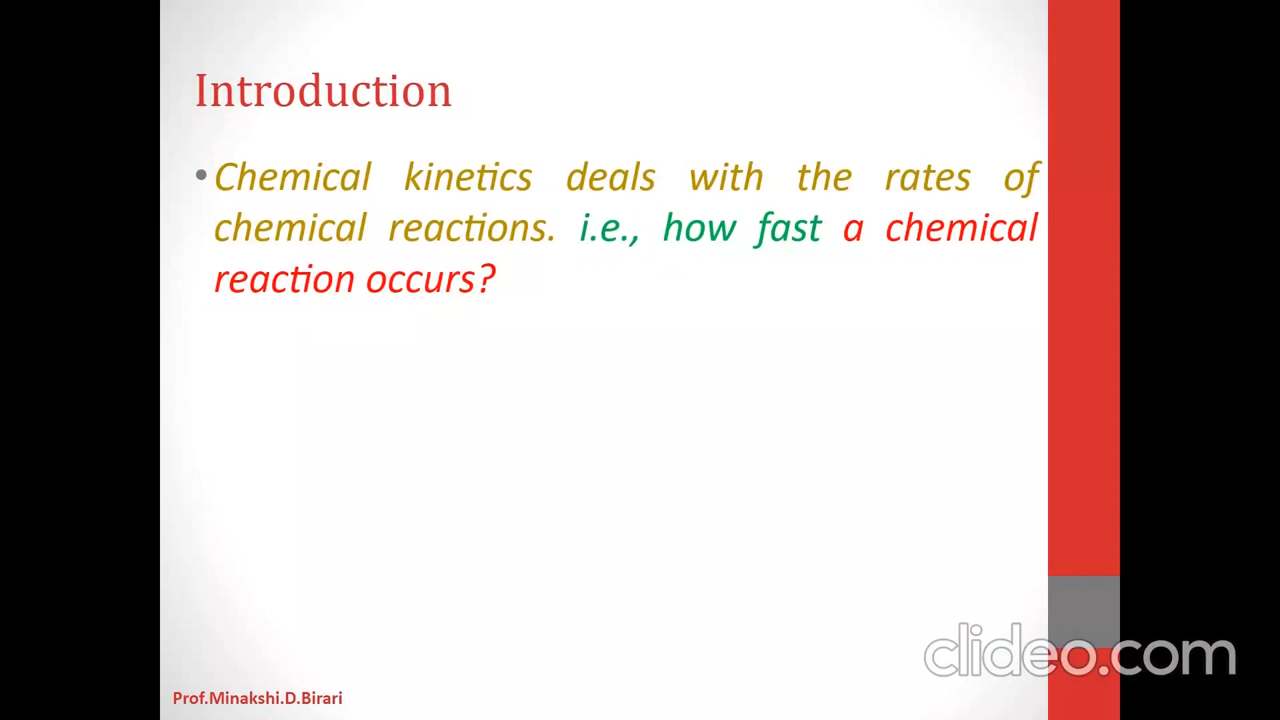 Introduction
•Chemical kinetics deals with the rates of
chemical reactions. i.e., how fast a chemical
reaction occurs?
clideo.com
Prof.Minakshi.D.Birari